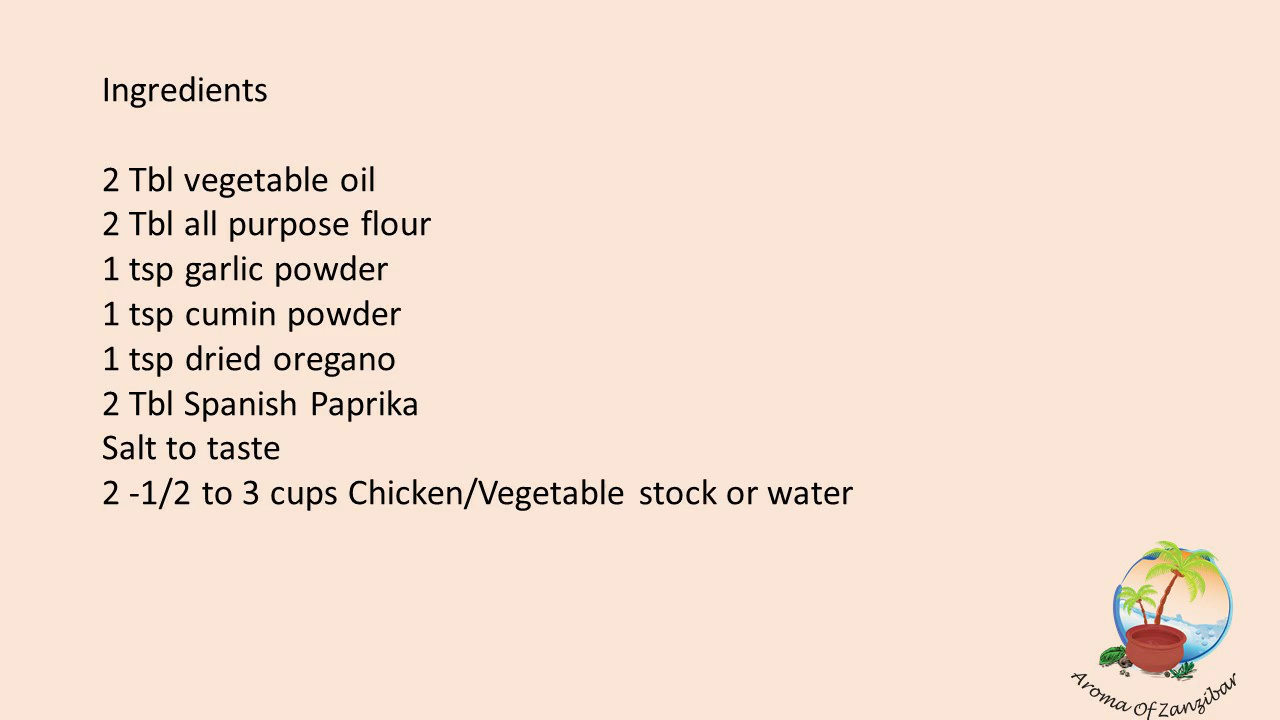 Ingredients
2 Tbl vegetable oil
2 Tbl all purpose flour
1 tsp garlic powder
1 tsp cumin powder
1 tsp dried oregano
2 Tbl Spanish Paprika
Salt to taste
2 -1/2 to 3 cups Chicken/Vegetable stock or water
Aroma Of Zanzibar